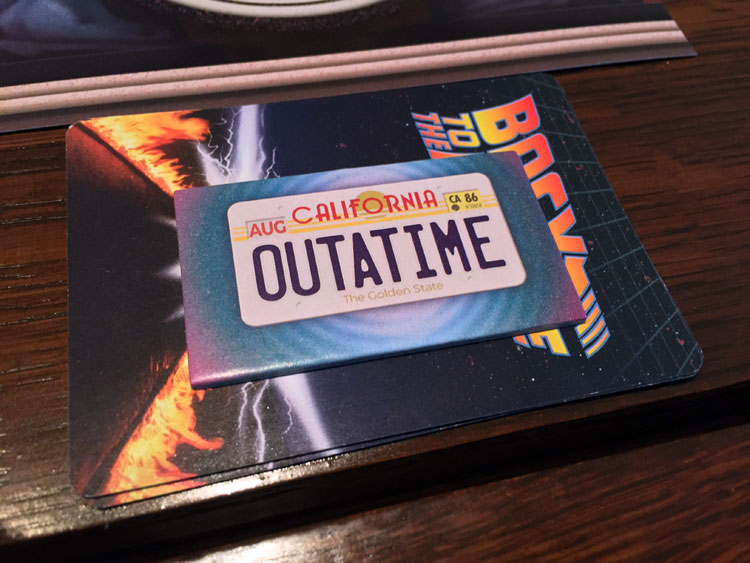 BACK
TO
THE
CALIFORNIA
AUG
CA 86
OUTATIME
The Golden State